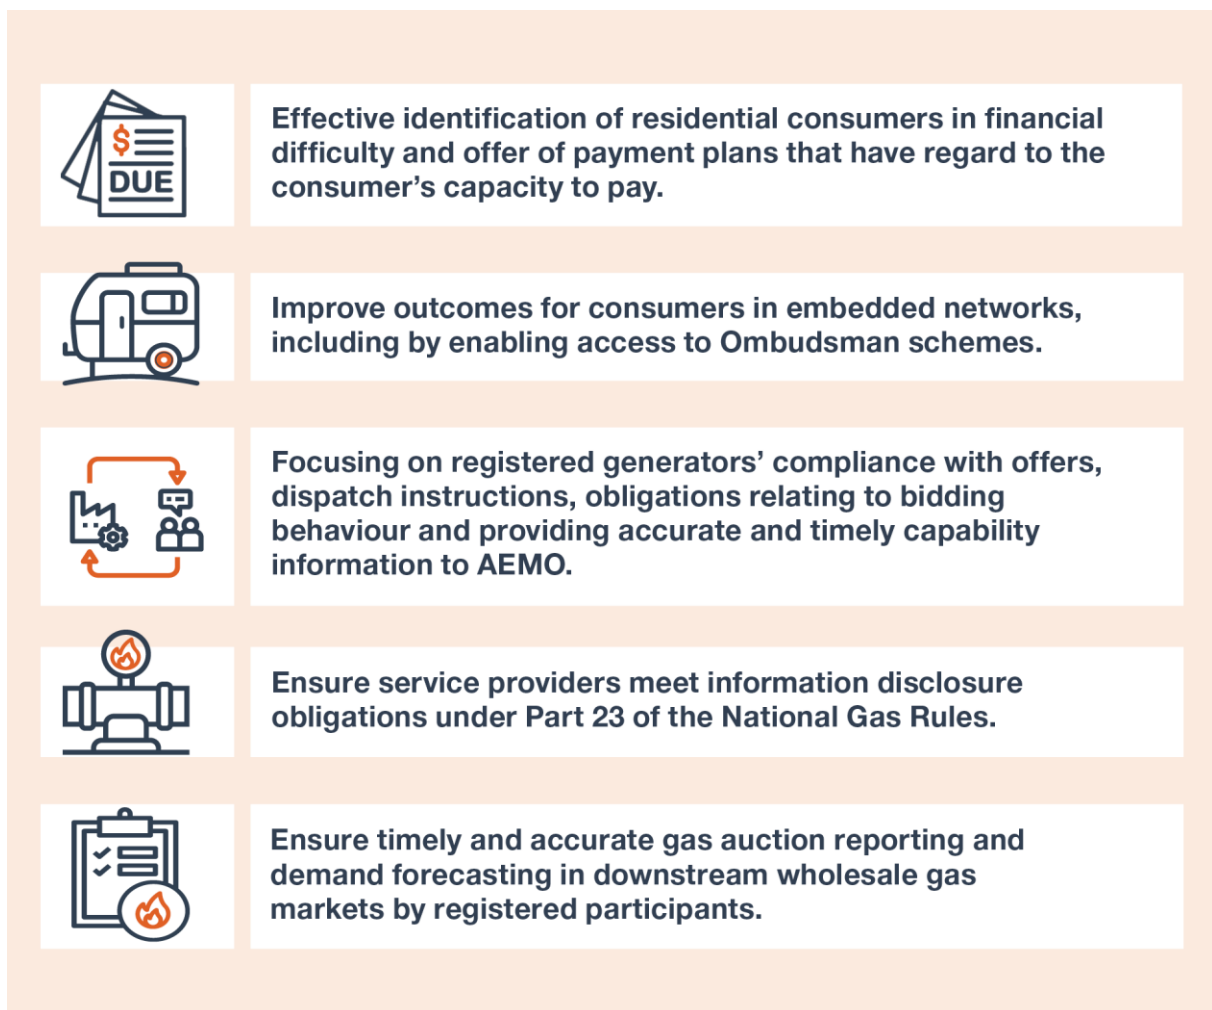 $
DUE
Effective identification of residential consumers in financial
difficulty and offer of payment plans that have regard to the
consumer’s capacity to pay.
Improve outcomes for consumers in embedded networks,
including by enabling access to Ombudsman schemes.
Focusing on registered generators’ compliance with offers,
dispatch instructions, obligations relating to bidding
behaviour and providing accurate and timely capability
information to AEMO.
Ensure service providers meet information disclosure
obligations under Part 23 of the National Gas Rules.
Ensure timely and accurate gas auction reporting and
demand forecasting in downstream wholesale gas
markets by registered participants.